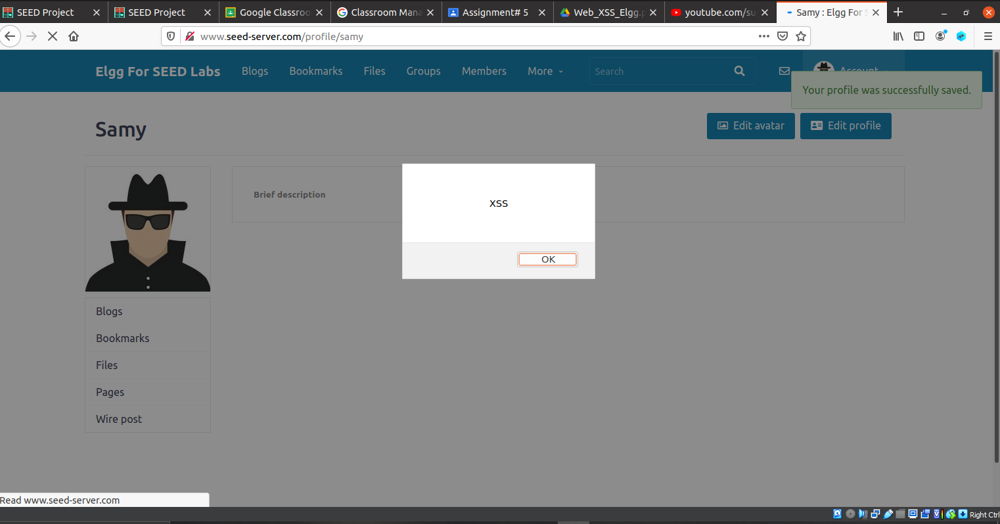 SEED Project SEED Project Google Classroo Classroom Mana Assignment# 5 Web_XSS_Elgg.p youtube.com/su Samy : Elgg For S
www.seed-server.com/profile/samy
Elgg For SEED Labs Blogs Bookmarks Files Groups Members More Search Account
Your profile was successfully saved.
Samy
Edit avatar Edit profile
Brief description
XSS
OK
Blogs
Bookmarks
Files
Pages
Wire post
Read www.seed-server.com
Right Ctrl